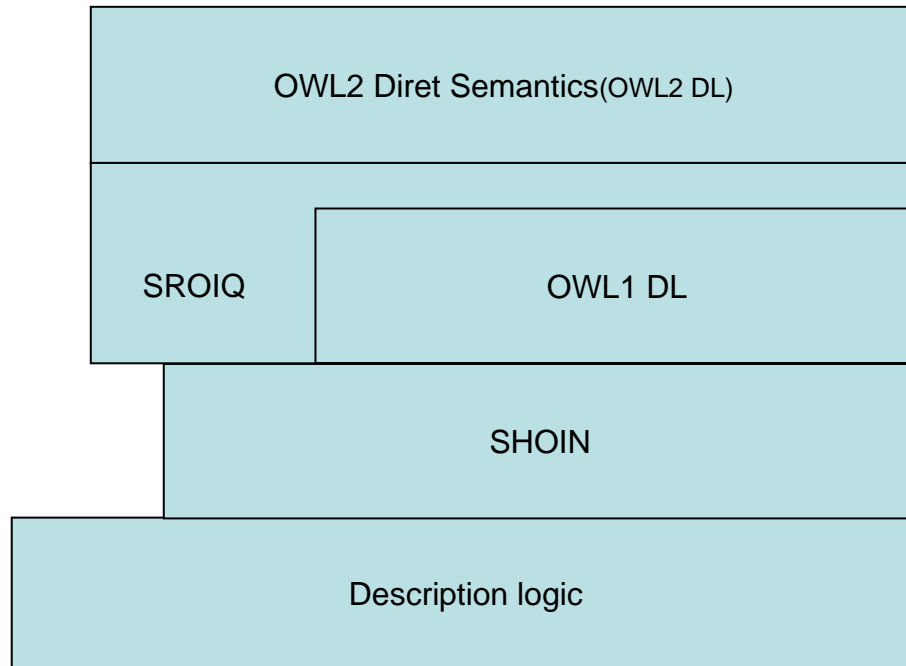 OWL2 Diret Semantics(OWL2 DL)
SROIQ
OWL1 DL
SHOIN
Description logic